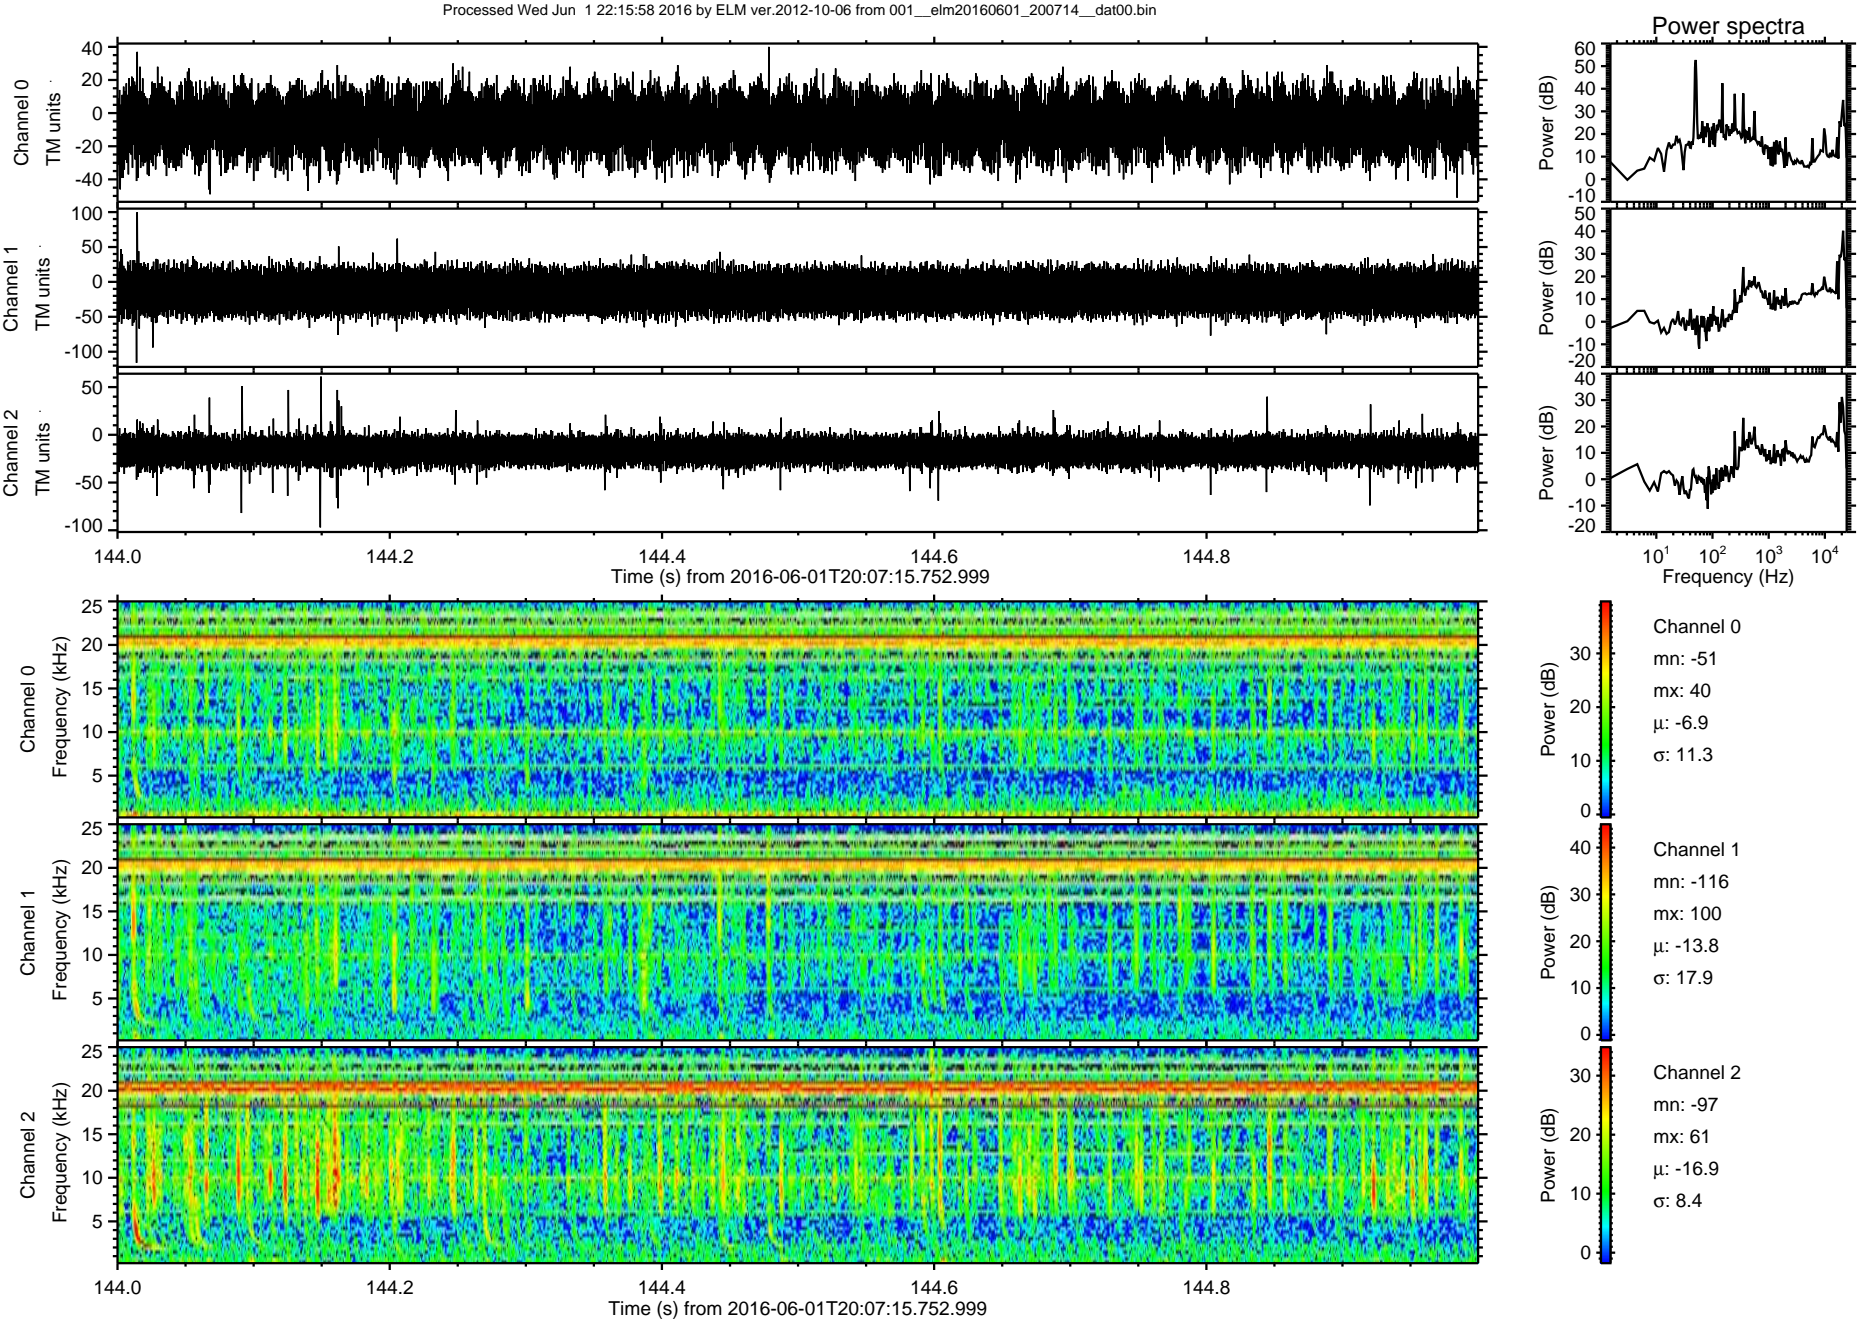 Processed Wed Jun 1 22:15:58 2016 by ELM ver.2012-10-06 from 001__elm20160601_200714__dat00.bin
Power spectra
Channel 0
TM units
40
20
0
-20
-40
Power (dB)
60
50
40
30
20
10
0
-10
Channel 1
TM units
100
50
0
-50
-100
Power (dB)
50
40
30
20
10
0
-10
-20
Channel 2
TM units
50
0
-50
-100
Power (dB)
40
30
20
10
0
-10
-20
144.0 144.2 144.4 144.6 144.8
Time (s) from 2016-06-01T20:07:15.752.999
10¹ 10² 10³ 10⁴
Frequency (Hz)
Channel 0
Frequency (kHz)
25
20
15
10
5
Power (dB)
30
20
10
0
Channel 0
mn: -51
mx: 40
μ: -6.9
σ: 11.3
Channel 1
Frequency (kHz)
25
20
15
10
5
Power (dB)
40
30
20
10
0
Channel 1
mn: -116
mx: 100
μ: -13.8
σ: 17.9
Channel 2
Frequency (kHz)
25
20
15
10
5
Power (dB)
30
20
10
0
Channel 2
mn: -97
mx: 61
μ: -16.9
σ: 8.4
144.0 144.2 144.4 144.6 144.8
Time (s) from 2016-06-01T20:07:15.752.999